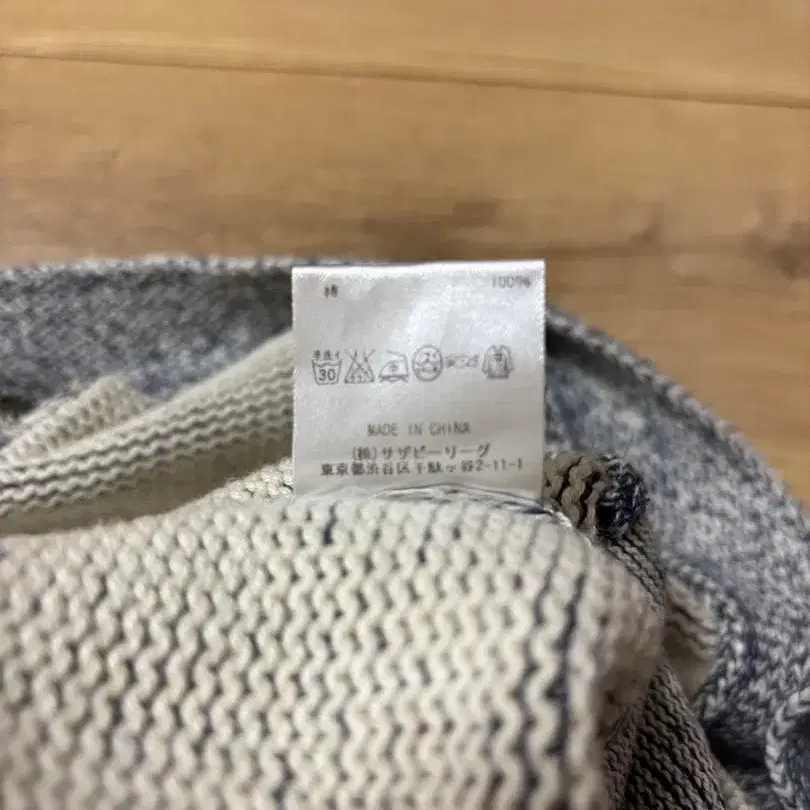 綿 100%
手洗イ
30
MADE IN CHINA
(株)サザビーリーグ
東京都渋谷区千駄ヶ谷2-11-1